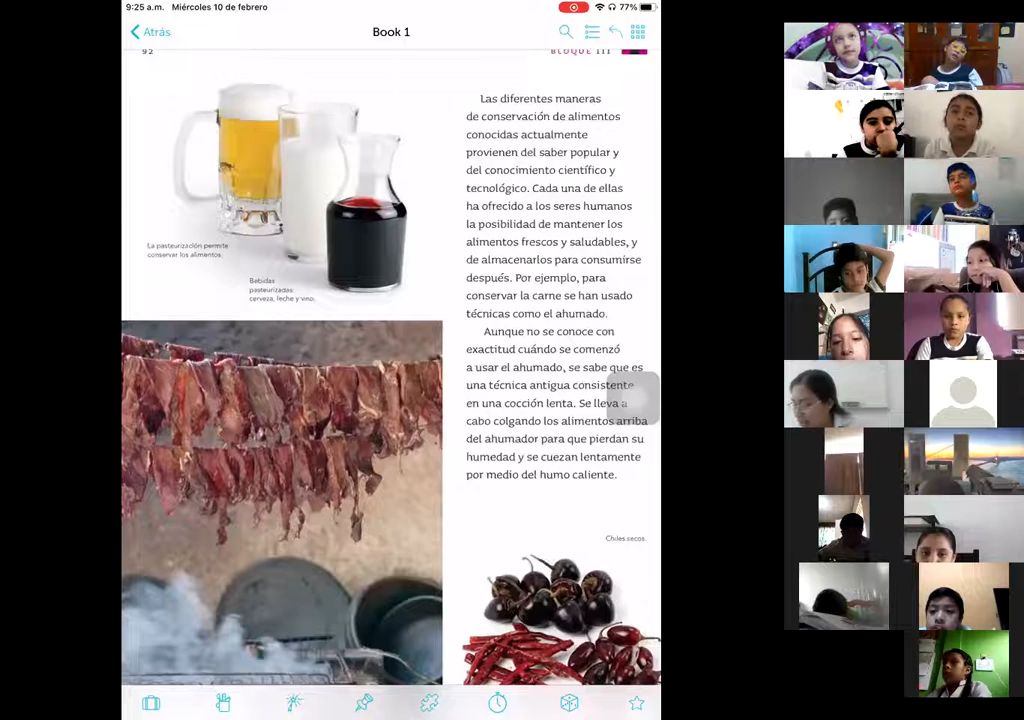 9:25 a.m. Miércoles 10 de febrero
77%
Atrás
Book 1
92
BLOQUE III
Las diferentes maneras
de conservación de alimentos
conocidas actualmente
provienen del saber popular y
del conocimiento científico y
tecnológico. Cada una de ellas
ha ofrecido a los seres humanos
la posibilidad de mantener los
alimentos frescos y saludables, y
de almacenarlos para consumirse
después. Por ejemplo, para
conservar la carne se han usado
técnicas como el ahumado.
Aunque no se conoce con
exactitud cuándo se comenzó
a usar el ahumado, se sabe que es
una técnica antigua consistente
en una cocción lenta. Se lleva a
cabo colgando los alimentos arriba
del ahumador para que pierdan su
humedad y se cuezan lentamente
por medio del humo caliente.
La pasteurización permite
conservar los alimentos.
Bebidas
pasteurizadas:
cerveza, leche y vino.
Chiles secos.